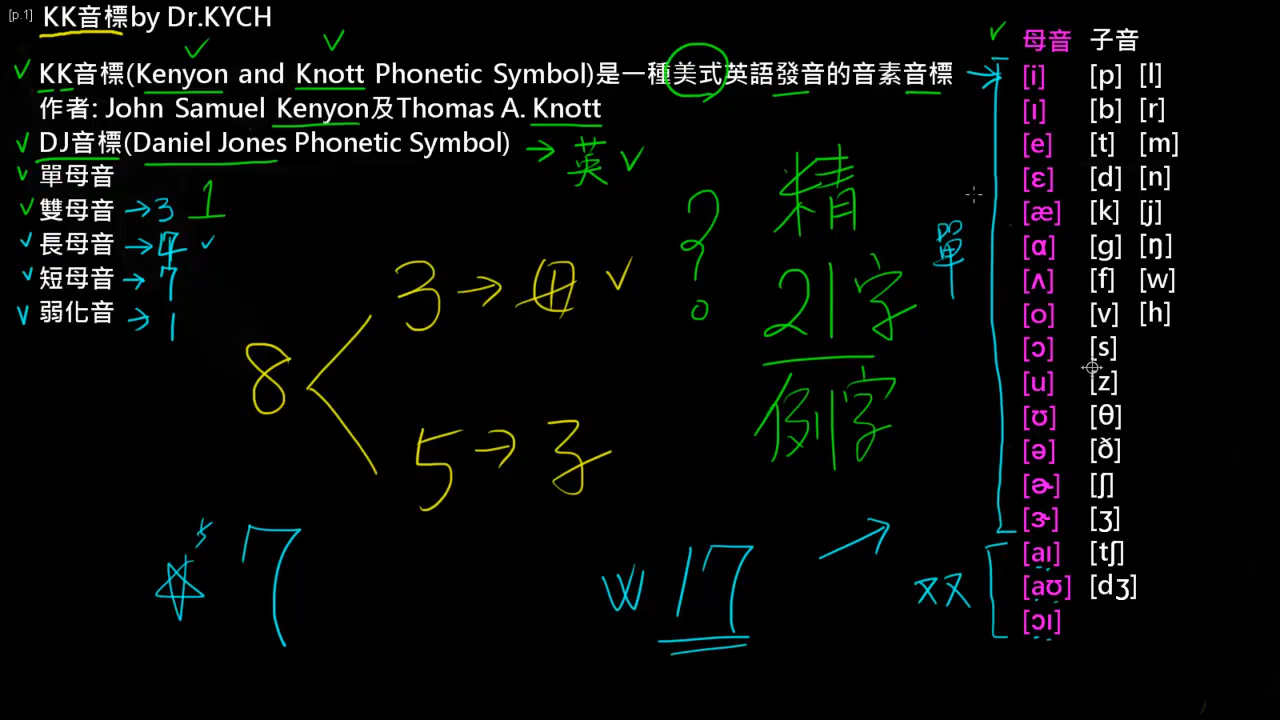 [p.1] KK音標by Dr.KYCH
KK音標(Kenyon and Knott Phonetic Symbol)是一種美式英語發音的音素音標
作者: John Samuel Kenyon及Thomas A. Knott
DJ音標(Daniel Jones Phonetic Symbol) → 英
單母音
雙母音 → 3 1
長母音 → 4
短母音 → 7
弱化音 → 1
8
3 → 母
5 → 子
7
W 17
?
。
精
21字
例字
單
双
母音 子音
[i] [p] [l]
[ɪ] [b] [r]
[e] [t] [m]
[ɛ] [d] [n]
[æ] [k] [j]
[ɑ] [g] [ŋ]
[ʌ] [f] [w]
[o] [v] [h]
[ɔ] [s]
[u] [z]
[ʊ] [θ]
[ə] [ð]
[ɚ] [ʃ]
[ɝ] [ʒ]
[aɪ] [tʃ]
[aʊ] [dʒ]
[ɔɪ]